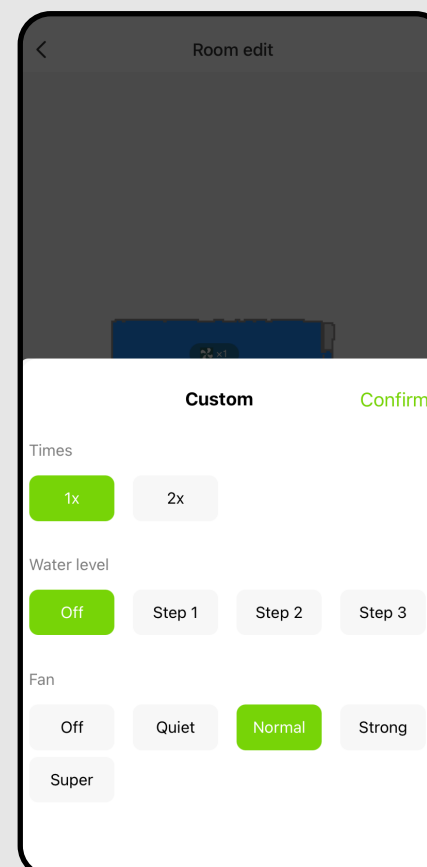 Room edit
×1
Custom
Confirm
Times
1x
2x
Water level
Off
Step 1
Step 2
Step 3
Fan
Off
Quiet
Normal
Strong
Super